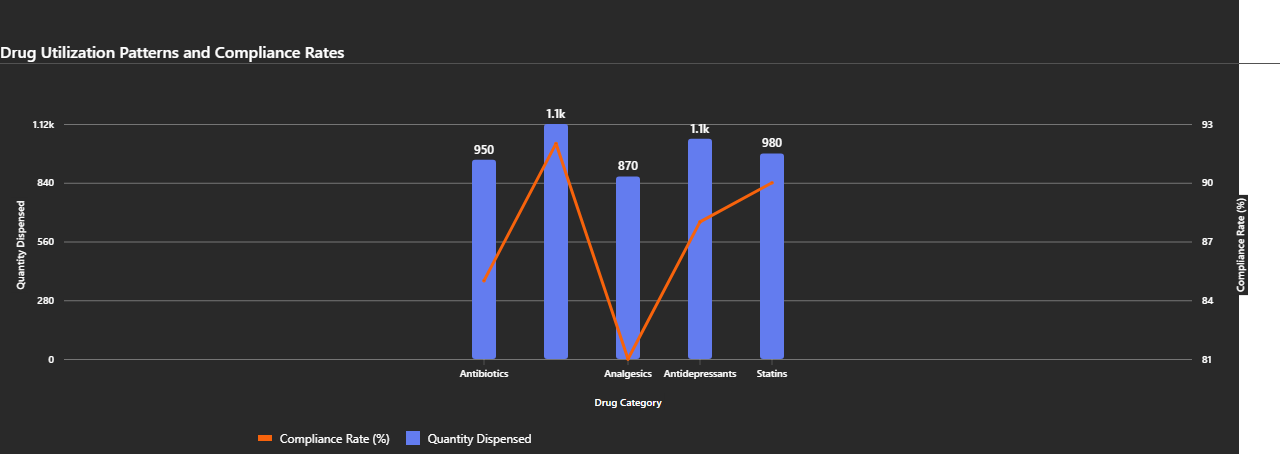 Drug Utilization Patterns and Compliance Rates
1.1k
1.12k
1.1k
93
950
980
870
840
90
Quantity Dispensed
Compliance Rate (%)
560
87
280
84
0
81
Antibiotics
Analgesics
Antidepressants
Statins
Drug Category
Compliance Rate (%)
Quantity Dispensed